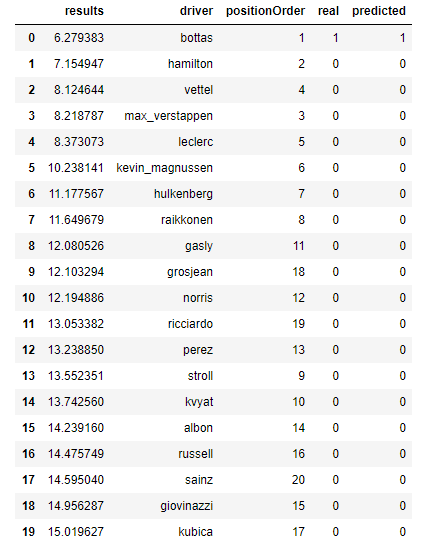 results driver positionOrder real predicted
0 6.279383 bottas 1 1 1
1 7.154947 hamilton 2 0 0
2 8.124644 vettel 4 0 0
3 8.218787 max_verstappen 3 0 0
4 8.373073 leclerc 5 0 0
5 10.238141 kevin_magnussen 6 0 0
6 11.177567 hulkenberg 7 0 0
7 11.649679 raikkonen 8 0 0
8 12.080526 gasly 11 0 0
9 12.103294 grosjean 18 0 0
10 12.194886 norris 12 0 0
11 13.053382 ricciardo 19 0 0
12 13.238850 perez 13 0 0
13 13.552351 stroll 9 0 0
14 13.742560 kvyat 10 0 0
15 14.239160 albon 14 0 0
16 14.475749 russell 16 0 0
17 14.595040 sainz 20 0 0
18 14.956287 giovinazzi 15 0 0
19 15.019627 kubica 17 0 0